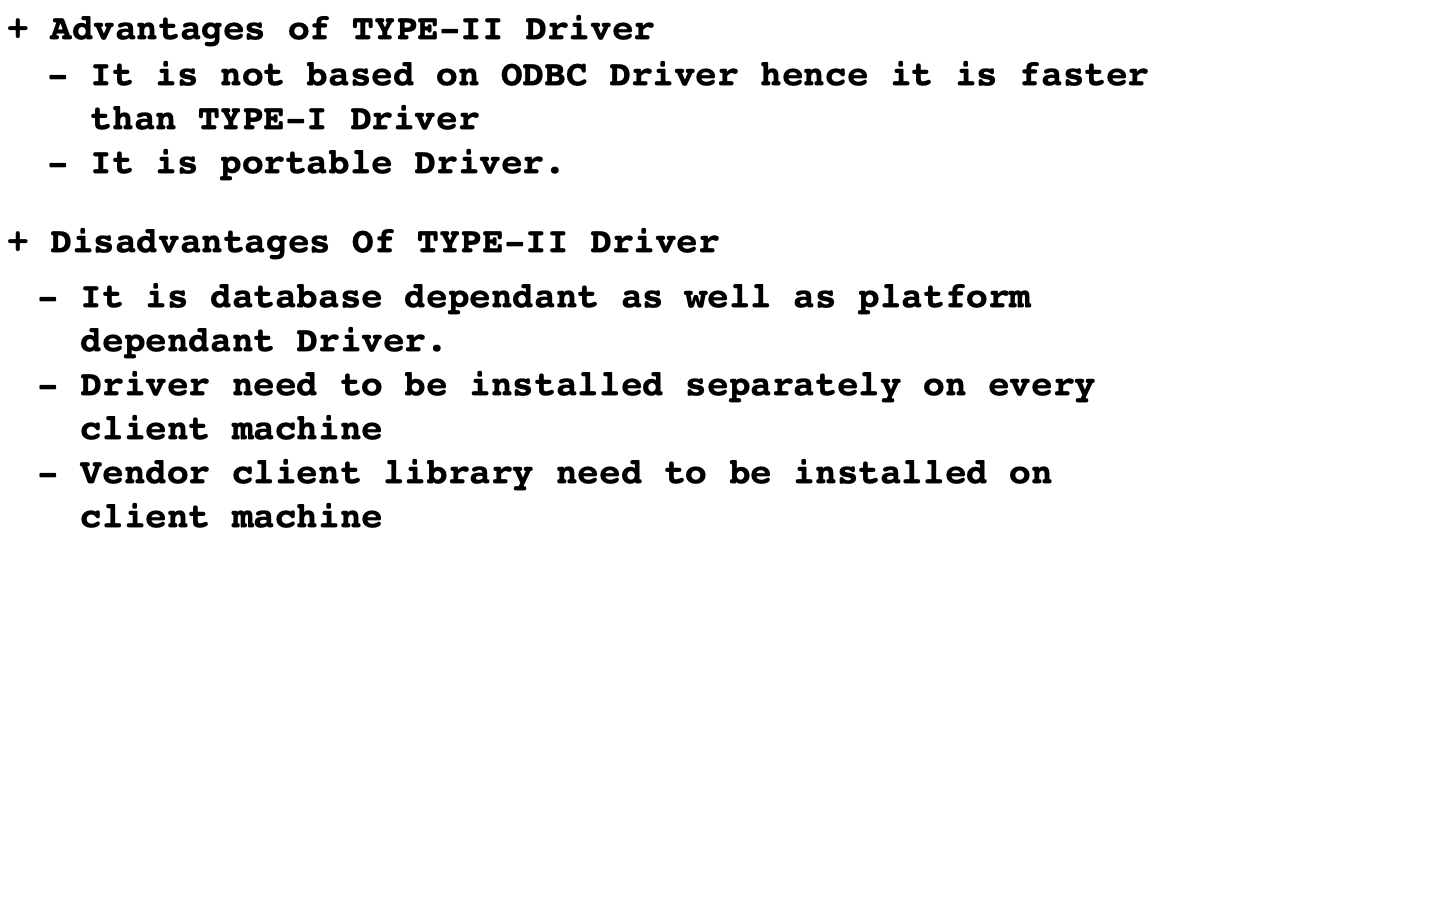 + Advantages of TYPE-II Driver
- It is not based on ODBC Driver hence it is faster
than TYPE-I Driver
- It is portable Driver.
+ Disadvantages Of TYPE-II Driver
- It is database dependant as well as platform
dependant Driver.
- Driver need to be installed separately on every
client machine
- Vendor client library need to be installed on
client machine